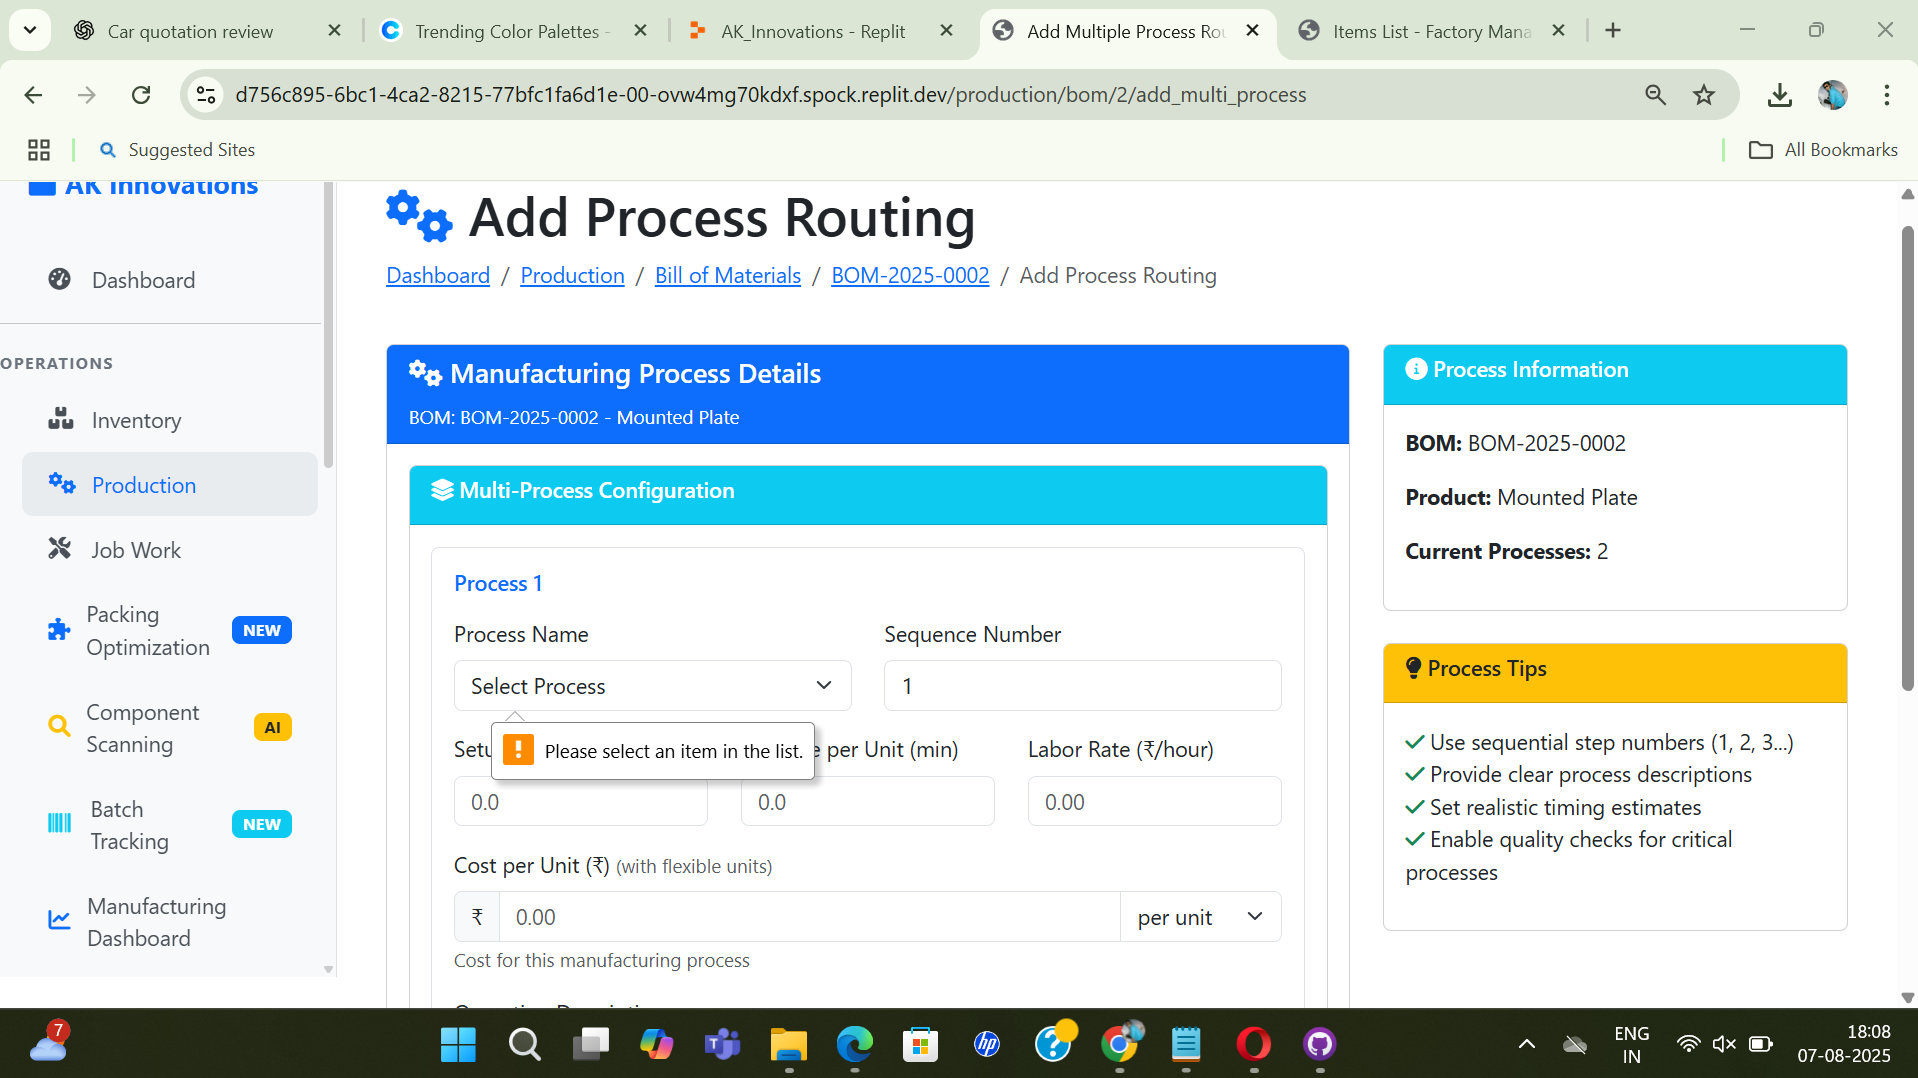 Car quotation review
Trending Color Palettes -
AK_Innovations - Replit
Add Multiple Process Rou
Items List - Factory Mana
d756c895-6bc1-4ca2-8215-77bfc1fa6d1e-00-ovw4mg70kdxf.spock.replit.dev/production/bom/2/add_multi_process
Suggested Sites
All Bookmarks
AK Innovations
Dashboard
OPERATIONS
Inventory
Production
Job Work
Packing
Optimization
NEW
Component
Scanning
AI
Batch
Tracking
NEW
Manufacturing
Dashboard
Add Process Routing
Dashboard / Production / Bill of Materials / BOM-2025-0002 / Add Process Routing
Manufacturing Process Details
BOM: BOM-2025-0002 - Mounted Plate
Multi-Process Configuration
Process 1
Process Name
Sequence Number
Select Process
1
Please select an item in the list.
Setu
e per Unit (min)
Labor Rate (₹/hour)
0.0
0.0
0.00
Cost per Unit (₹) (with flexible units)
₹
0.00
per unit
Cost for this manufacturing process
Process Information
BOM: BOM-2025-0002
Product: Mounted Plate
Current Processes: 2
Process Tips
Use sequential step numbers (1, 2, 3...)
Provide clear process descriptions
Set realistic timing estimates
Enable quality checks for critical
processes
7
hp
ENG
IN
18:08
07-08-2025